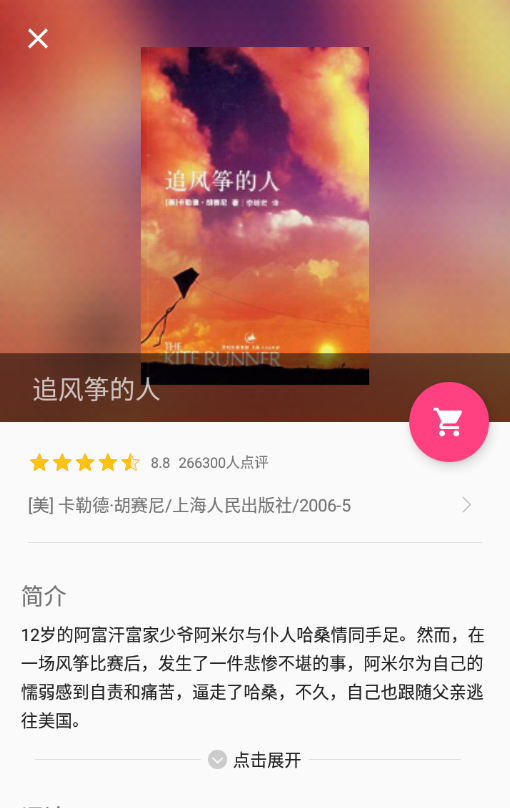 追风筝的人
[美]卡勒德·胡赛尼 著 | 李继宏 译
THE
KITE RUNNER
追风筝的人
8.8 266300人点评
[美] 卡勒德·胡赛尼/上海人民出版社/2006-5
简介
12岁的阿富汗富家少爷阿米尔与仆人哈桑情同手足。然而，在
一场风筝比赛后，发生了一件悲惨不堪的事，阿米尔为自己的
懦弱感到自责和痛苦，逼走了哈桑，不久，自己也跟随父亲逃
往美国。
点击展开